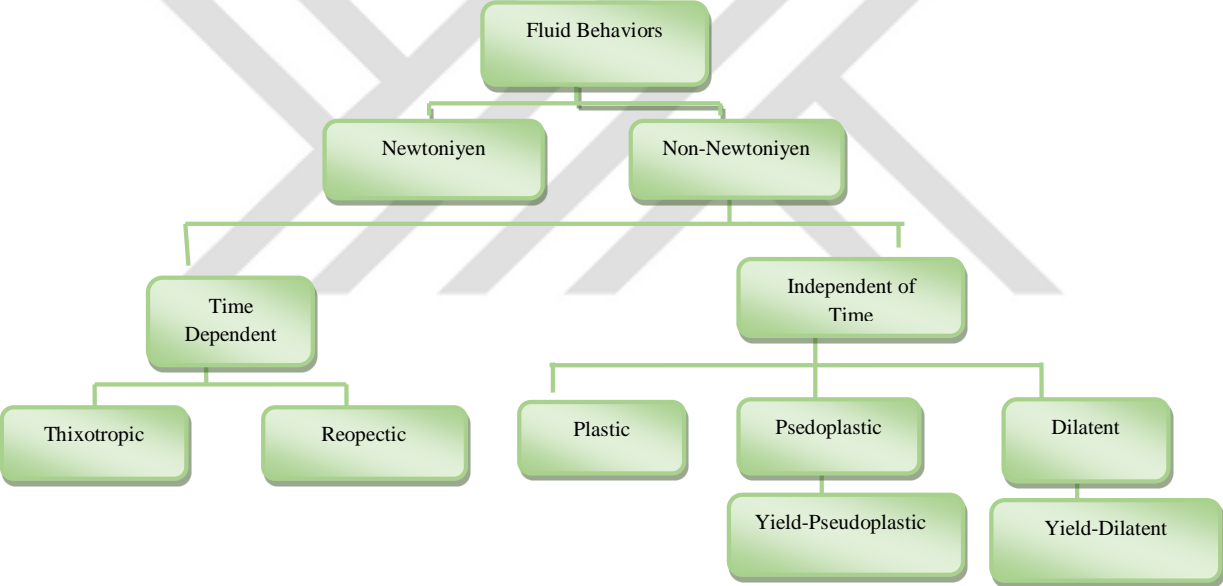 Fluid Behaviors
Newtoniyen
Non-Newtoniyen
Time
Dependent
Independent of
Time
Thixotropic
Reopectic
Plastic
Psedoplastic
Dilatent
Yield-Pseudoplastic
Yield-Dilatent